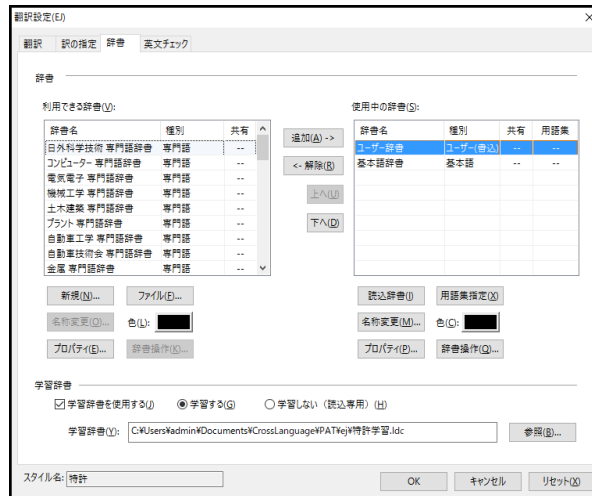 翻訳設定(EJ)
翻訳 訳の指定 辞書 英文チェック
辞書
利用できる辞書(V):
辞書名 種別 共有
日外科学技術 専門語辞書 専門語 --
コンピューター 専門語辞書 専門語 --
電気電子 専門語辞書 専門語 --
機械工学 専門語辞書 専門語 --
土木建築 専門語辞書 専門語 --
プラント 専門語辞書 専門語 --
自動車工学 専門語辞書 専門語 --
自動車技術会 専門語辞書 専門語 --
金属 専門語辞書 専門語 --
追加(A) ->
<- 解除(R)
上へ(U)
下へ(D)
使用中の辞書(S):
辞書名 種別 共有 用語集
ユーザー辞書 ユーザー(書込) -- --
基本語辞書 基本語 -- --
新規(N)... ファイル(F)...
名称変更(O)... 色(L):
プロパティ(E)... 辞書操作(K)...
読込辞書(I) 用語集指定(X)
名称変更(M)... 色(C):
プロパティ(P)... 辞書操作(Q)...
学習辞書
学習辞書を使用する(J) 学習する(G) 学習しない（読込専用）(H)
学習辞書(Y): C:¥Users¥admin¥Documents¥CrossLanguage¥PAT¥ej¥特許学習.ldc 参照(B)...
スタイル名: 特許
OK キャンセル リセット(X)